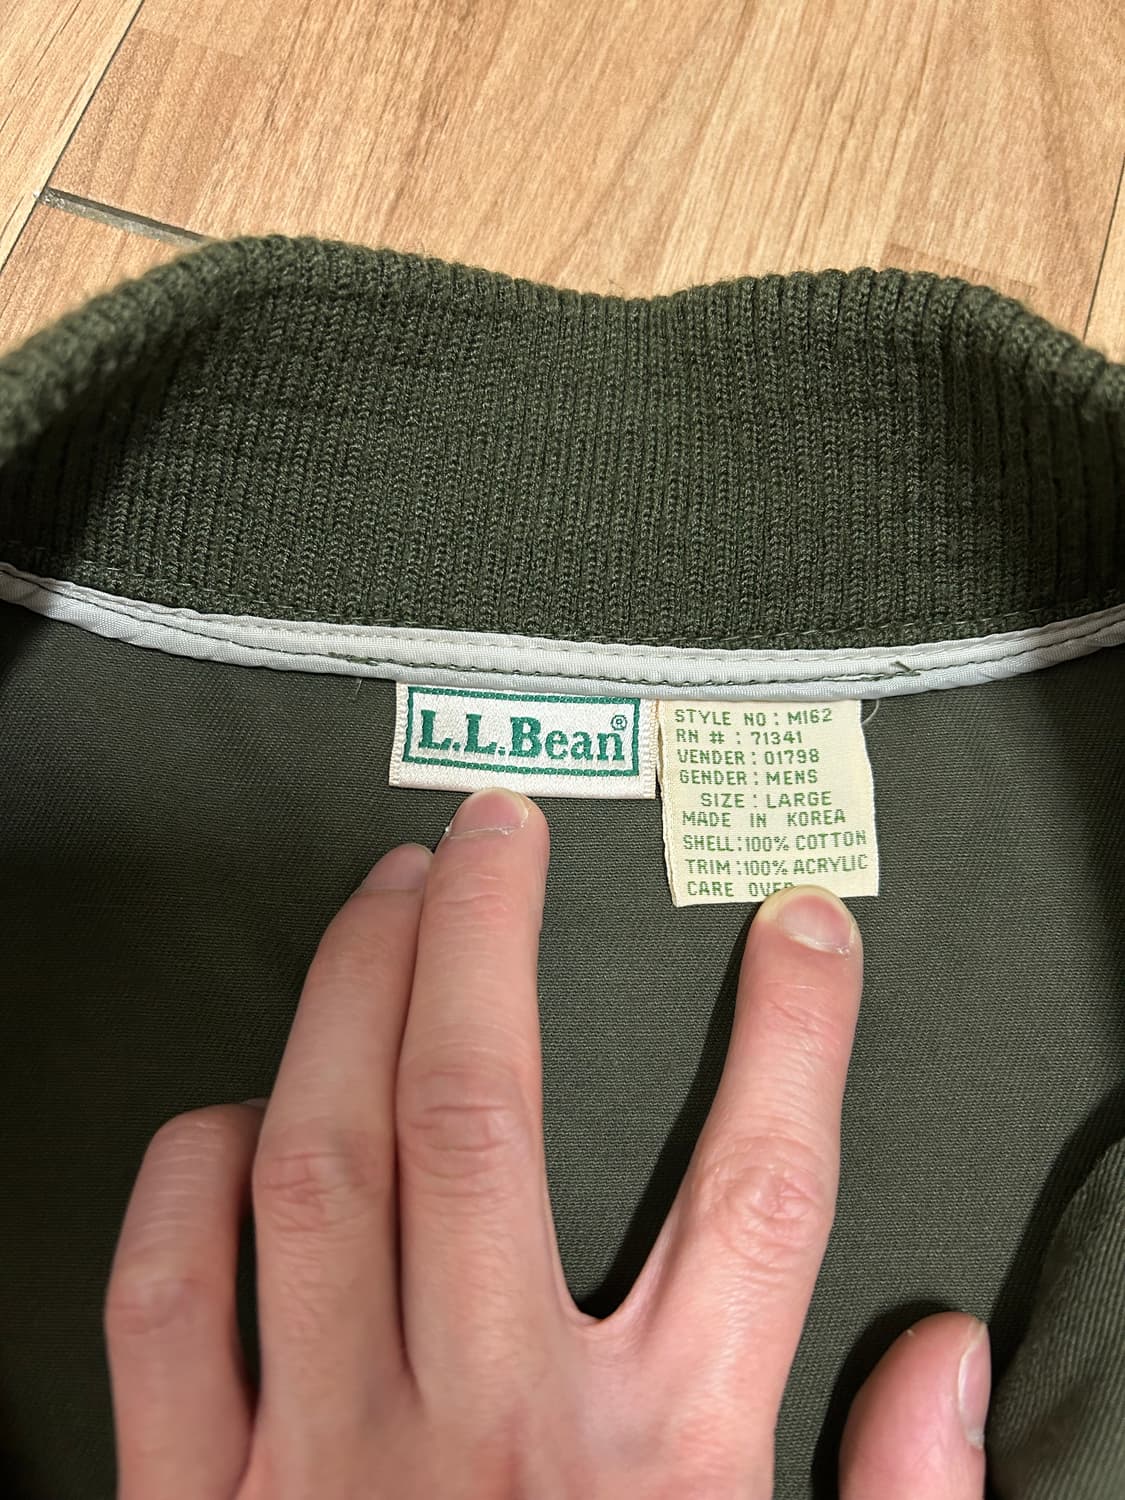 L.L.Bean®
STYLE NO : M162
RN # : 71341
VENDER : 01798
GENDER : MENS
SIZE : LARGE
MADE IN KOREA
SHELL :100% COTTON
TRIM :100% ACRYLIC
CARE OVER